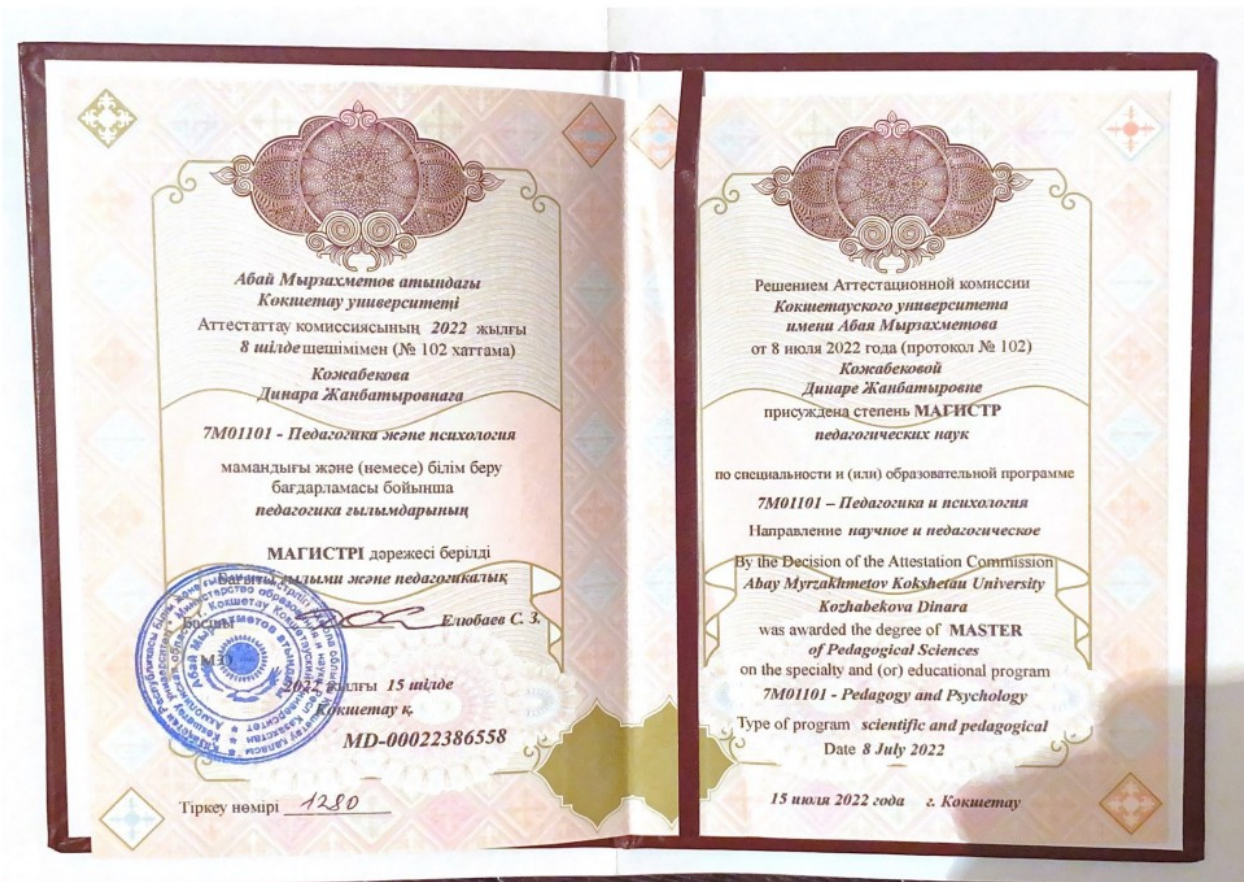 Абай Мырзахметов атындағы
Көкшетау университеті
Аттестаттау комиссиясының 2022 жылғы
8 шілде шешімімен (№ 102 хаттама)
Кожабекова
Динара Жанбатыровнаға
7М01101 - Педагогика және психология
мамандығы және (немесе) білім беру
бағдарламасы бойынша
педагогика ғылымдарының
МАГИСТРІ дәрежесі берілді
Бағыты ғылыми және педагогикалық
Басшы Елюбаев С. З.
М.О.
2022 жылғы 15 шілде
Көкшетау қ.
MD-00022386558
Тіркеу нөмірі 1280
Решением Аттестационной комиссии
Кокшетауского университета
имени Абая Мырзахметова
от 8 июля 2022 года (протокол № 102)
Кожабековой
Динаре Жанбатыровне
присуждена степень МАГИСТР
педагогических наук
по специальности и (или) образовательной программе
7М01101 – Педагогика и психология
Направление научное и педагогическое
By the Decision of the Attestation Commission
Abay Myrzakhmetov Kokshetau University
Kozhabekova Dinara
was awarded the degree of MASTER
of Pedagogical Sciences
on the specialty and (or) educational program
7M01101 - Pedagogy and Psychology
Type of program scientific and pedagogical
Date 8 July 2022
15 июля 2022 года г. Кокшетау